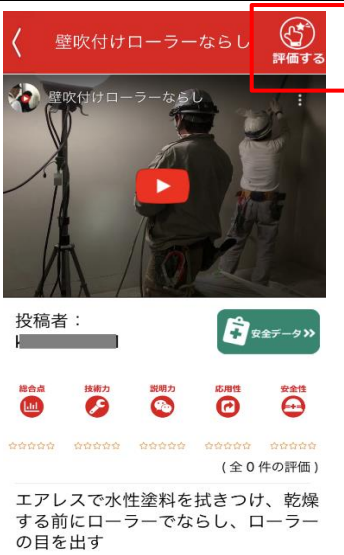 壁吹付けローラーならし
評価する
壁吹付けローラーならし
投稿者：
安全データ
総合点 技術力 説明力 応用性 安全性
☆☆☆☆☆ ☆☆☆☆☆ ☆☆☆☆☆ ☆☆☆☆☆ ☆☆☆☆☆
(全0件の評価)
エアレスで水性塗料を拭きつけ、乾燥
する前にローラーでならし、ローラー
の目を出す